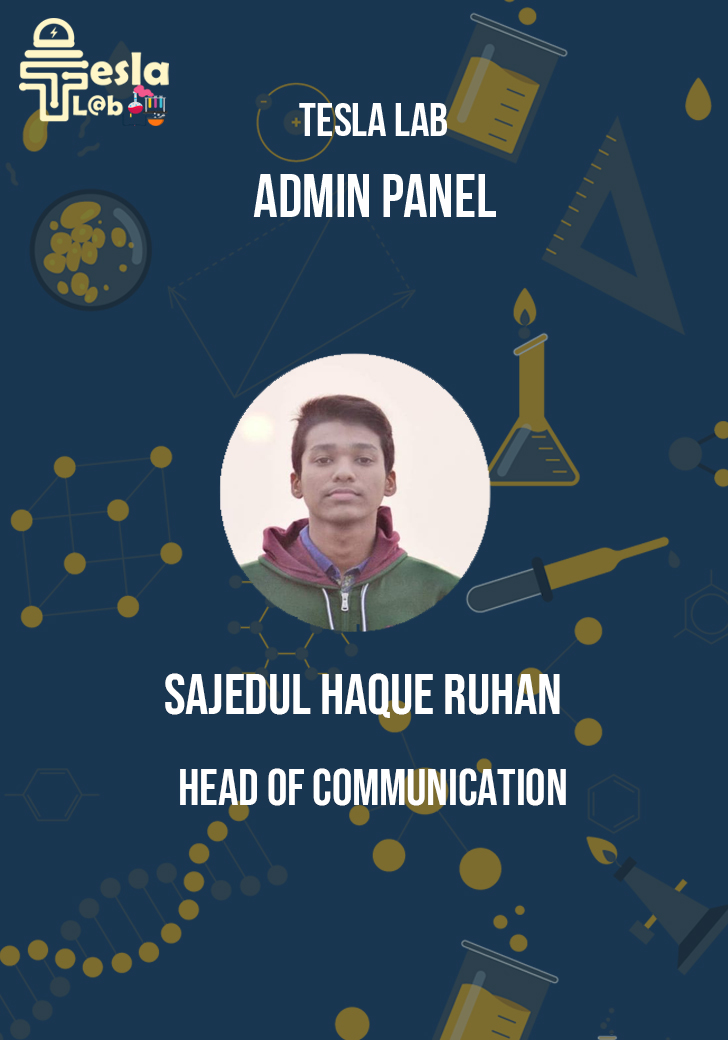 Tesla
L@b
TESLA LAB
ADMIN PANEL
SAJEDUL HAQUE RUHAN
HEAD OF COMMUNICATION